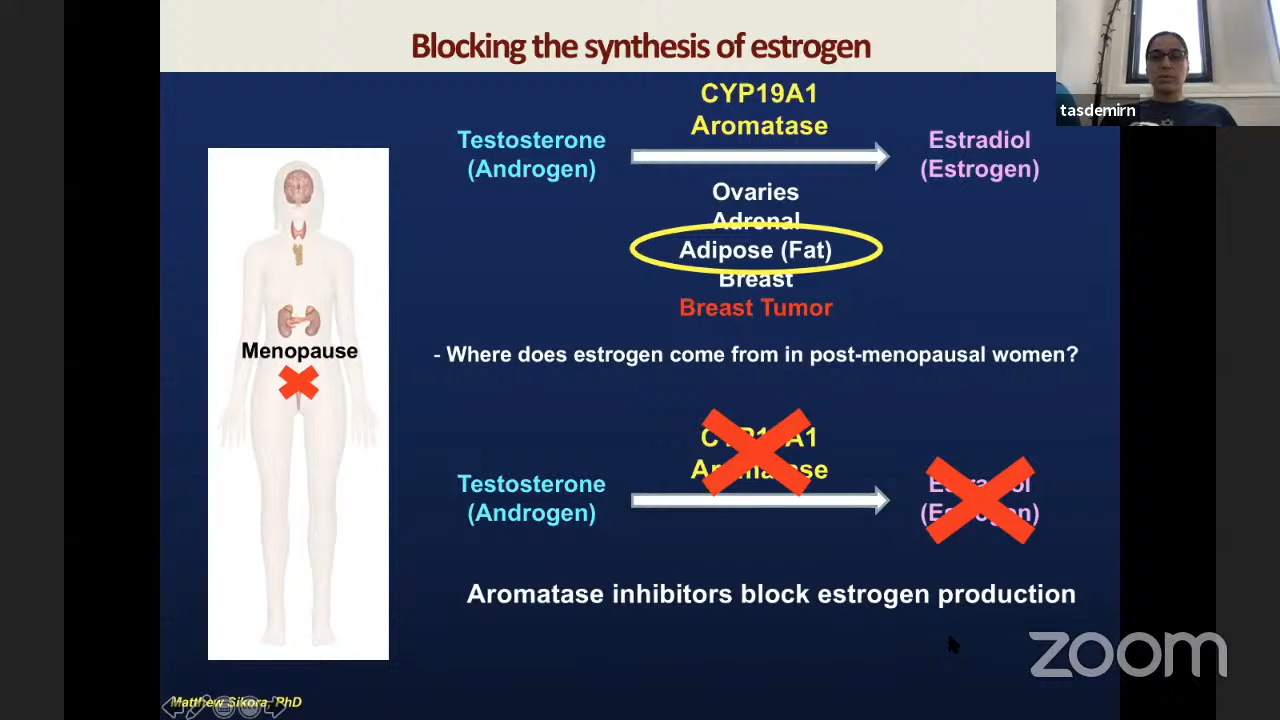 Blocking the synthesis of estrogen
tasdemirn
CYP19A1
Aromatase
Testosterone
(Androgen)
Estradiol
(Estrogen)
Ovaries
Adrenal
Adipose (Fat)
Breast
Breast Tumor
Menopause
- Where does estrogen come from in post-menopausal women?
CYP19A1
Aromatase
Testosterone
(Androgen)
Estradiol
(Estrogen)
Aromatase inhibitors block estrogen production
zoom
Matthew Sikora, PhD